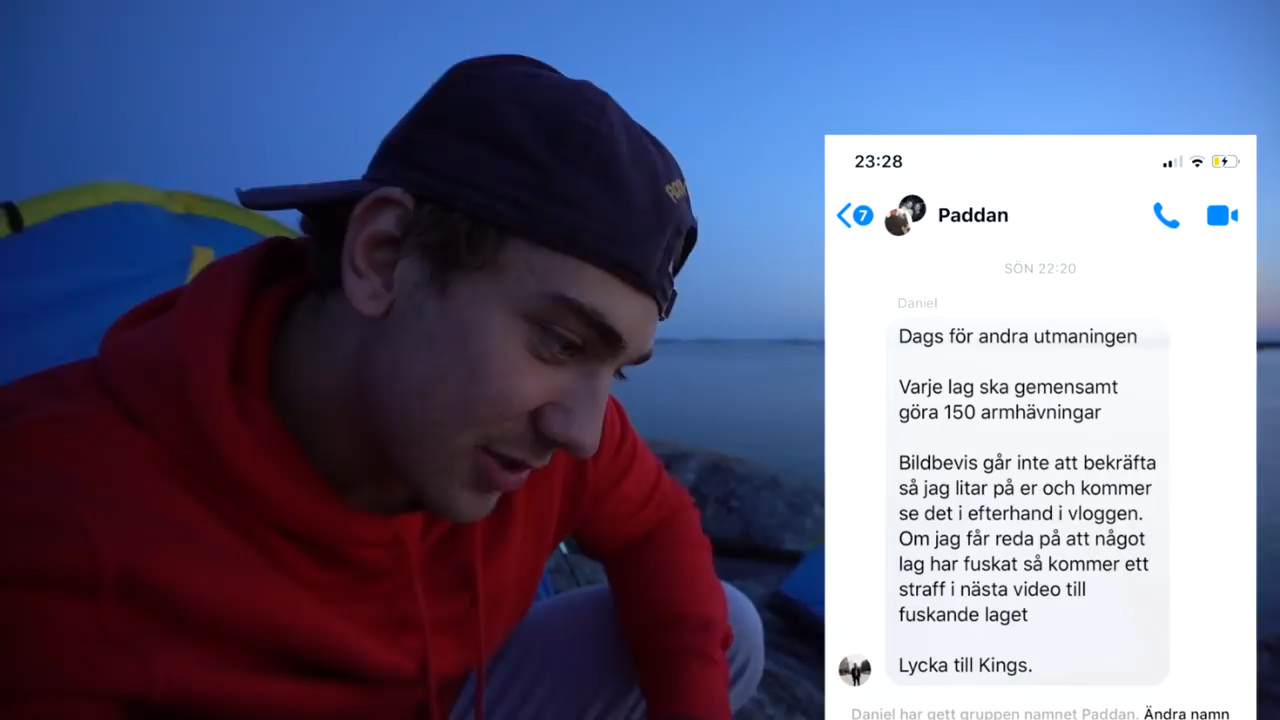 23:28
7
Paddan
SÖN 22:20
Daniel
Dags för andra utmaningen
Varje lag ska gemensamt
göra 150 armhävningar
Bildbevis går inte att bekräfta
så jag litar på er och kommer
se det i efterhand i vloggen.
Om jag får reda på att något
lag har fuskat så kommer ett
straff i nästa video till
fuskande laget
Lycka till Kings.
Daniel har gett gruppen namnet Paddan. Ändra namn